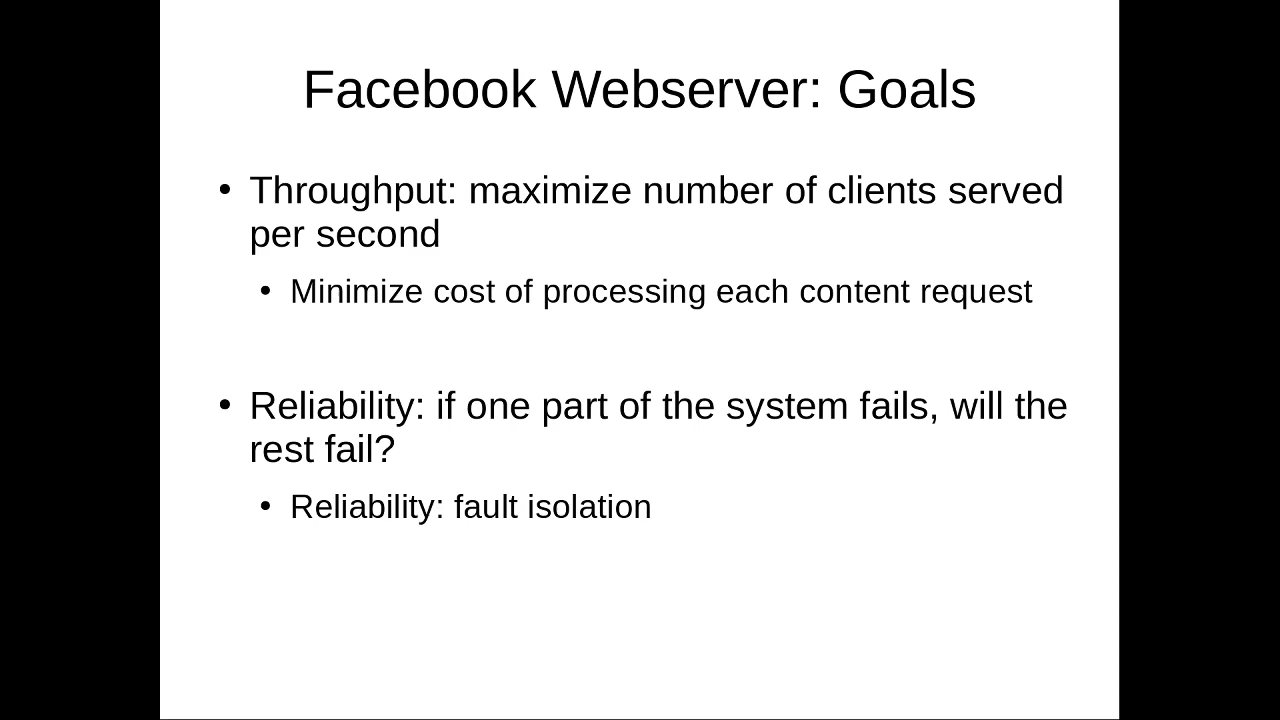 Facebook Webserver: Goals
• Throughput: maximize number of clients served
per second
• Minimize cost of processing each content request
• Reliability: if one part of the system fails, will the
rest fail?
• Reliability: fault isolation